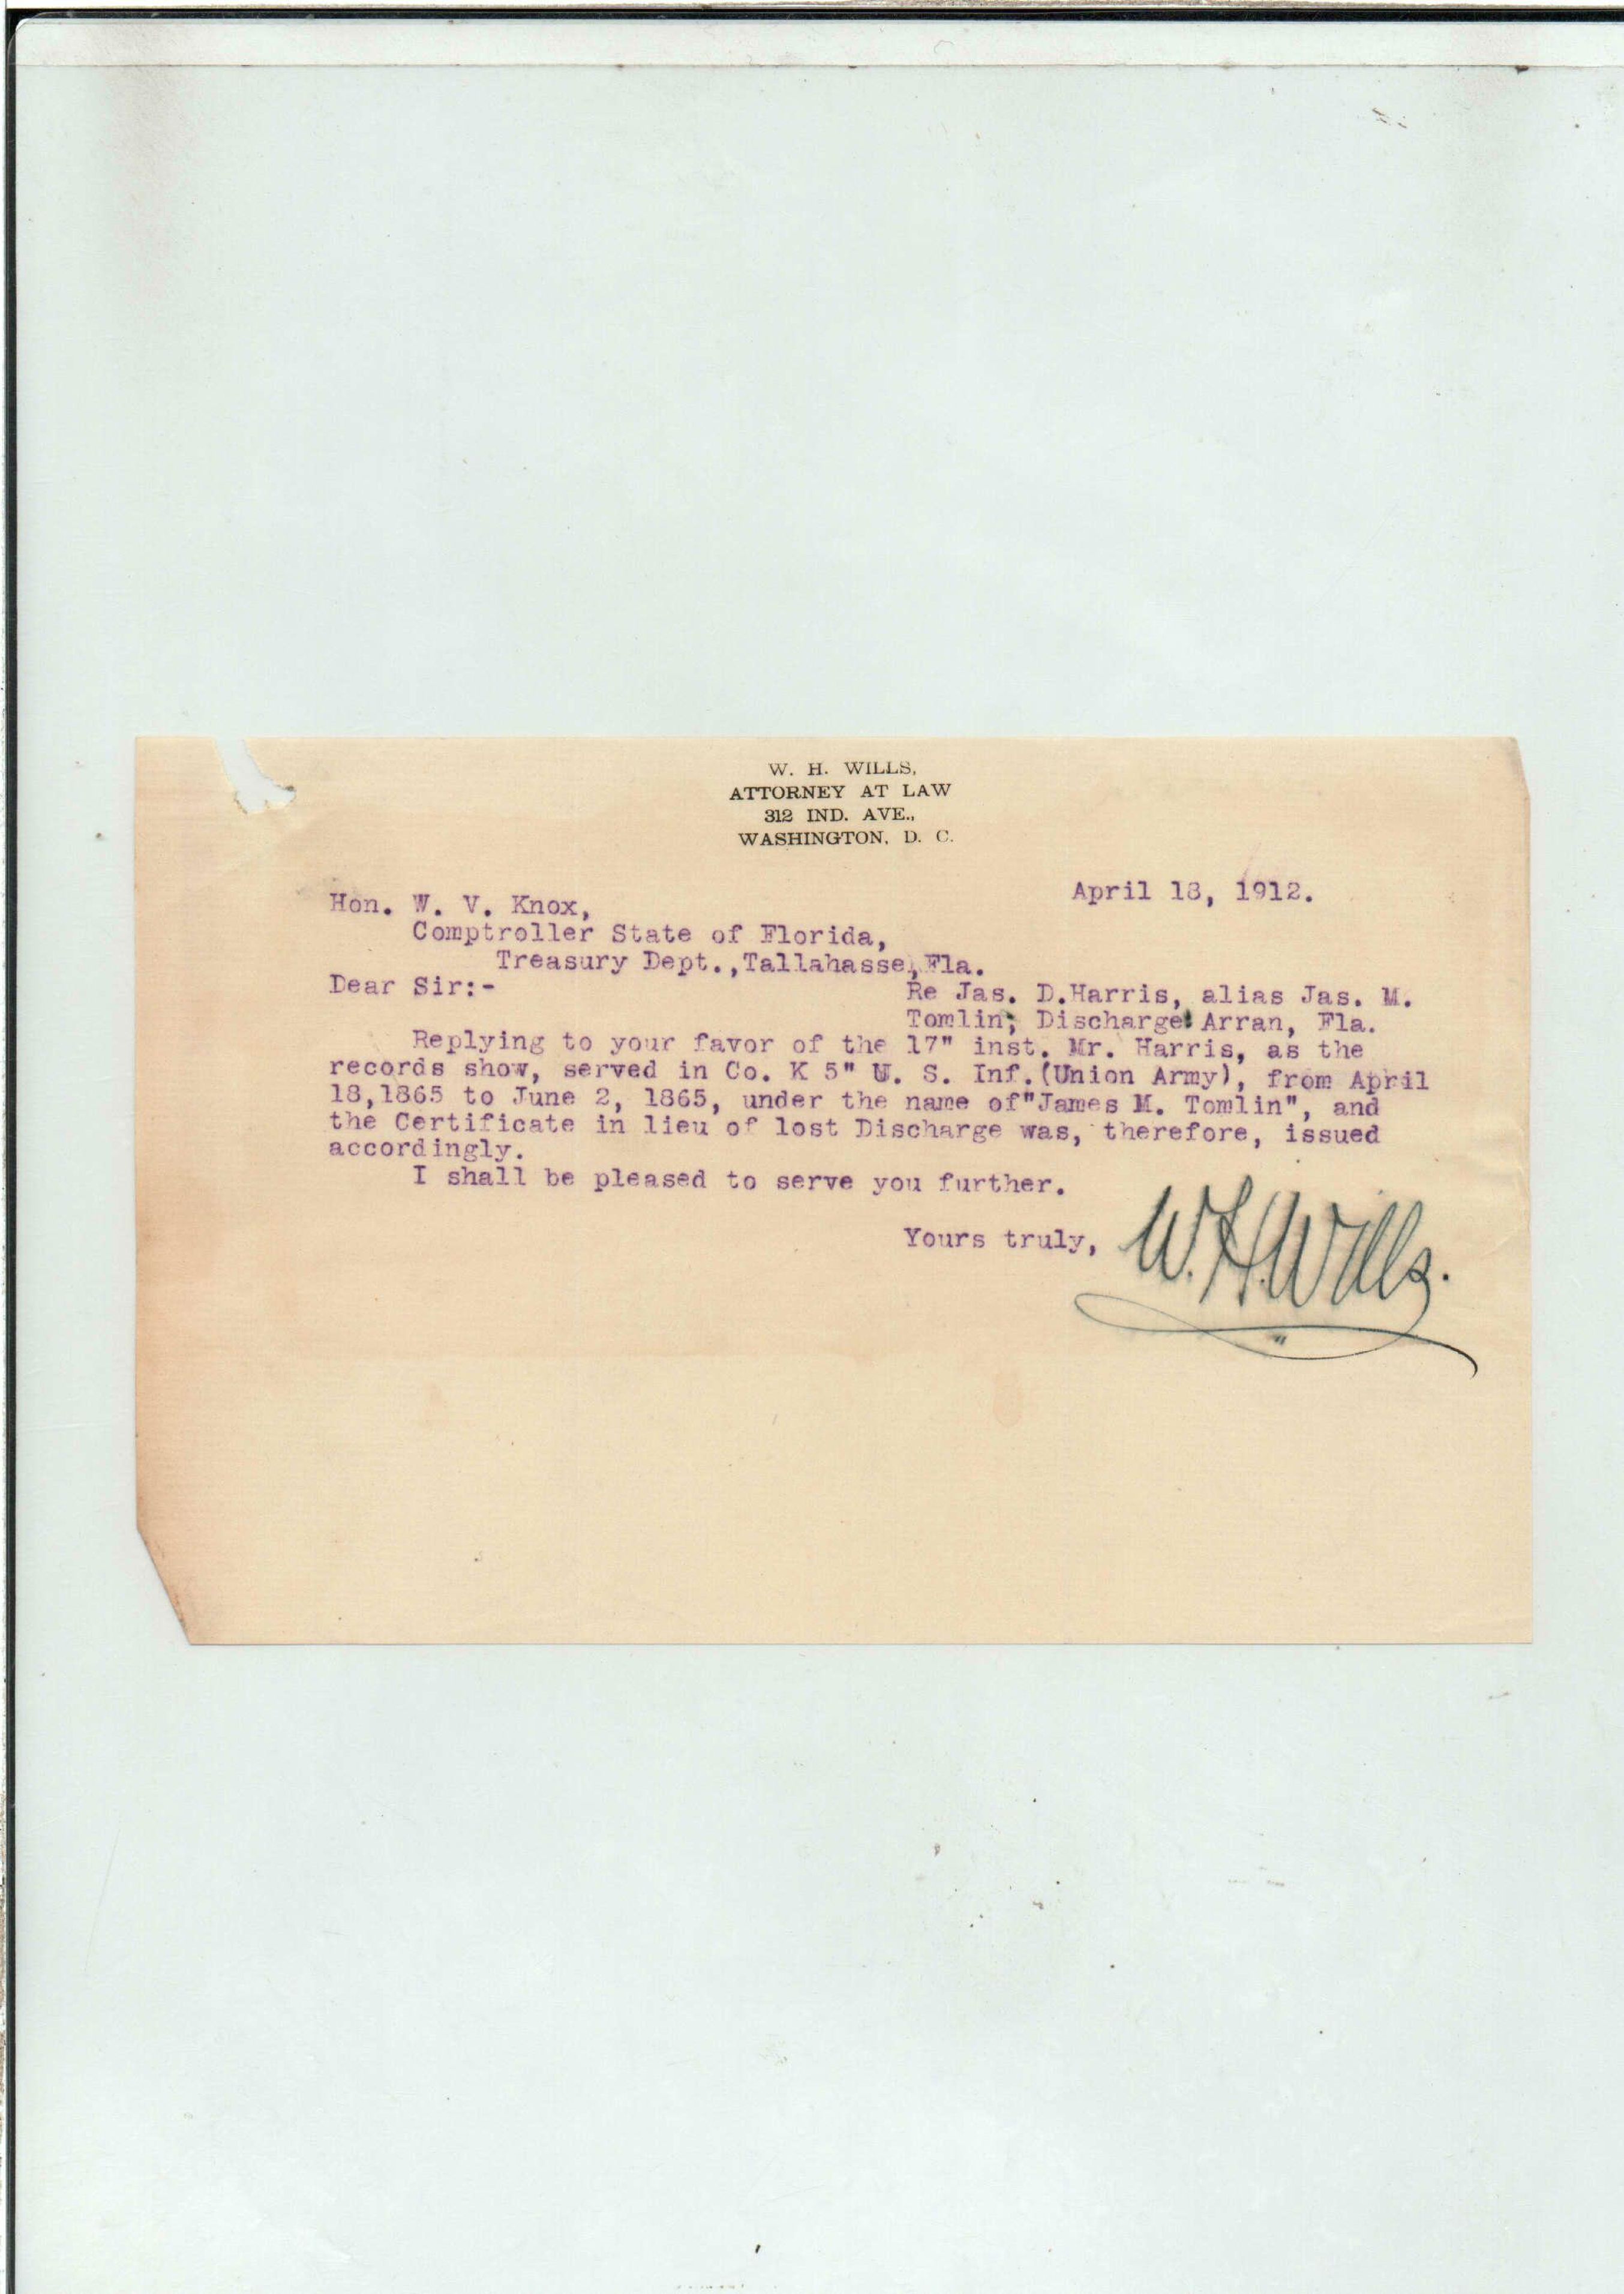 W. H. WILLS,
ATTORNEY AT LAW
312 IND. AVE.,
WASHINGTON, D. C.
April 18, 1912.
Hon. W. V. Knox,
Comptroller State of Florida,
Treasury Dept.,Tallahasse,Fla.
Dear Sir:-
Re Jas. D.Harris, alias Jas. M.
Tomlin; Discharge: Arran, Fla.
Replying to your favor of the 17" inst. Mr. Harris, as the
records show, served in Co. K 5" U. S. Inf.(Union Army), from April
18,1865 to June 2, 1865, under the name of"James M. Tomlin", and
the Certificate in lieu of lost Discharge was, therefore, issued
accordingly.
I shall be pleased to serve you further.
Yours truly,
W.H.Wills.